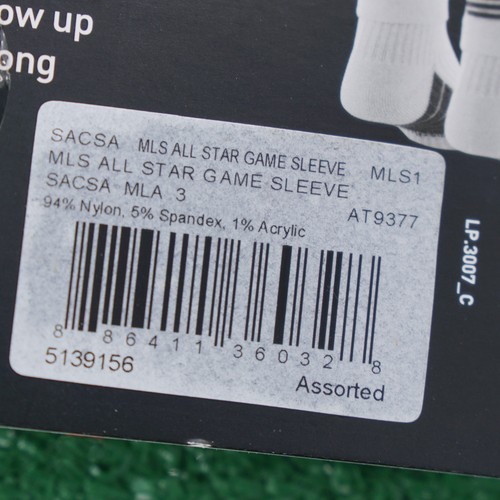 ow up
ong
SACSA MLS ALL STAR GAME SLEEVE MLS1
MLS ALL STAR GAME SLEEVE
SACSA MLA 3 AT9377
94% Nylon, 5% Spandex, 1% Acrylic
8 86411 36032 8
5139156
Assorted
LP.3007_C